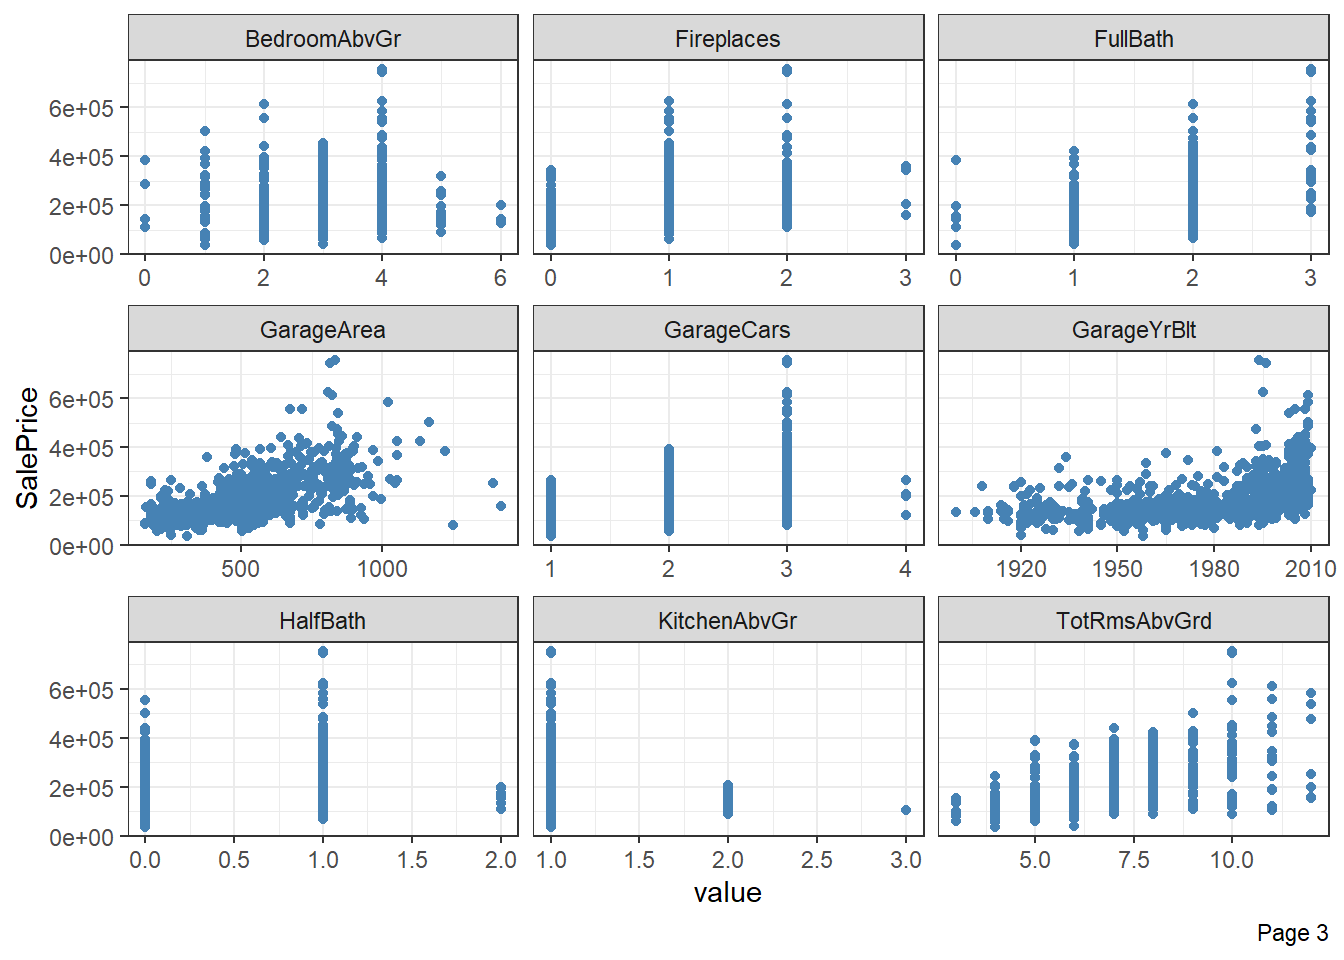 BedroomAbvGr Fireplaces FullBath
6e+05
4e+05
2e+05
0e+00
0 2 4 6 0 1 2 3 0 1 2 3
GarageArea GarageCars GarageYrBlt
6e+05
4e+05
2e+05
0e+00
500 1000 1 2 3 4 1920 1950 1980 2010
SalePrice
HalfBath KitchenAbvGr TotRmsAbvGrd
6e+05
4e+05
2e+05
0e+00
0.0 0.5 1.0 1.5 2.0 1.0 1.5 2.0 2.5 3.0 5.0 7.5 10.0
value
Page 3